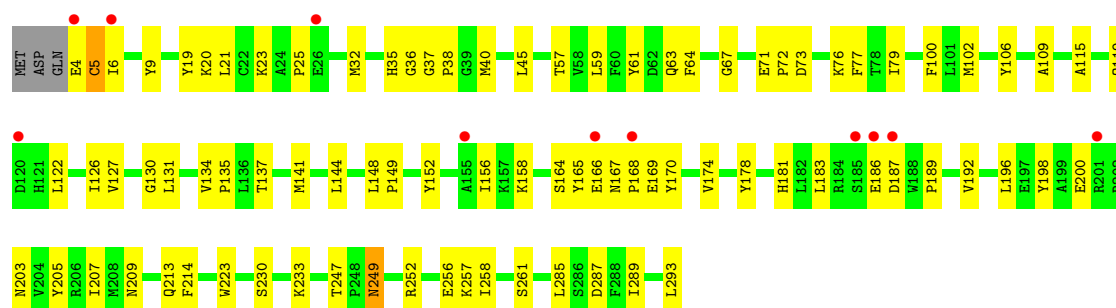 MET ASP GLN E4 C5 I6 Y9 Y19 K20 L21 C22 K23 A24 P25 E26 M32 H35 G36 G37 P38 G39 M40 L45 T57 V58 L59 F60 Y61 D62 Q63 F64 G67 E71 P72 D73 K76 F77 T78 I79 F100 L101 M102 Y106 A109 A115
D120 H121 L122 I126 V127 G130 L131 V134 P135 L136 T137 M141 L144 L148 P149 Y152 A155 I156 K157 K158 S164 Y165 E166 N167 P168 E169 Y170 V174 Y178 H181 L182 L183 R184 S185 E186 D187 W188 P189 V192 L196 E197 Y198 A199 E200 R201
N203 V204 Y205 R206 I207 M208 N209 Q213 F214 W223 S230 K233 T247 P248 N249 R252 E256 K257 I258 S261 L285 S286 D287 F288 I289 L293